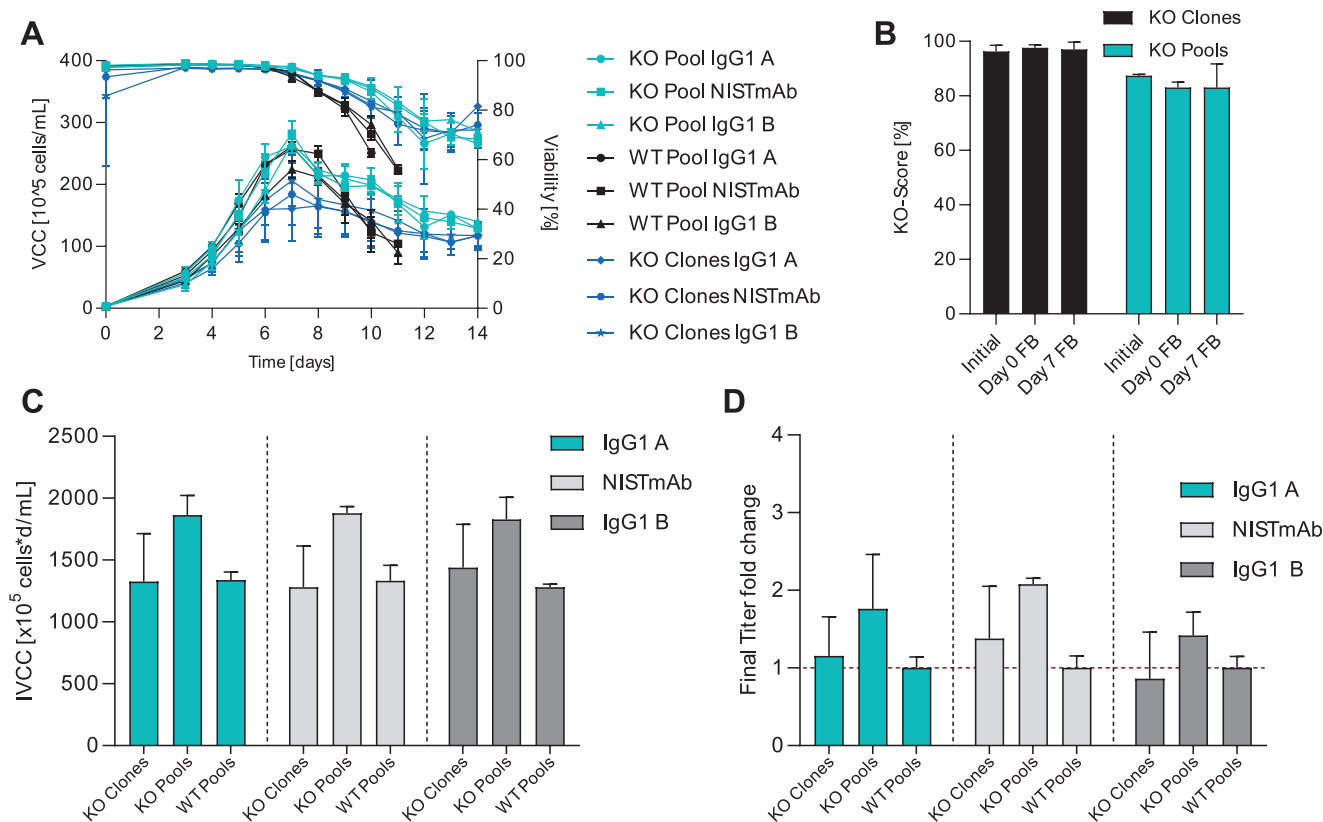 A
400
300
200
100
0
VCC [10^5 cells/mL]
100
80
60
40
20
0
Viability [%]
0
2
4
6
8
10
12
14
Time [days]
KO Pool IgG1 A
KO Pool NISTmAb
KO Pool IgG1 B
WT Pool IgG1 A
WT Pool NISTmAb
WT Pool IgG1 B
KO Clones IgG1 A
KO Clones NISTmAb
KO Clones IgG1 B
B
KO Clones
KO Pools
100
80
60
40
20
0
KO-Score [%]
Initial
Day 0 FB
Day 7 FB
Initial
Day 0 FB
Day 7 FB
C
2500
2000
1500
1000
500
0
IVCC [x10⁵ cells*d/mL]
IgG1 A
NISTmAb
IgG1 B
KO Clones
KO Pools
WT Pools
KO Clones
KO Pools
WT Pools
KO Clones
KO Pools
WT Pools
D
4
3
2
1
0
Final Titer fold change
IgG1 A
NISTmAb
IgG1 B
KO Clones
KO Pools
WT Pools
KO Clones
KO Pools
WT Pools
KO Clones
KO Pools
WT Pools